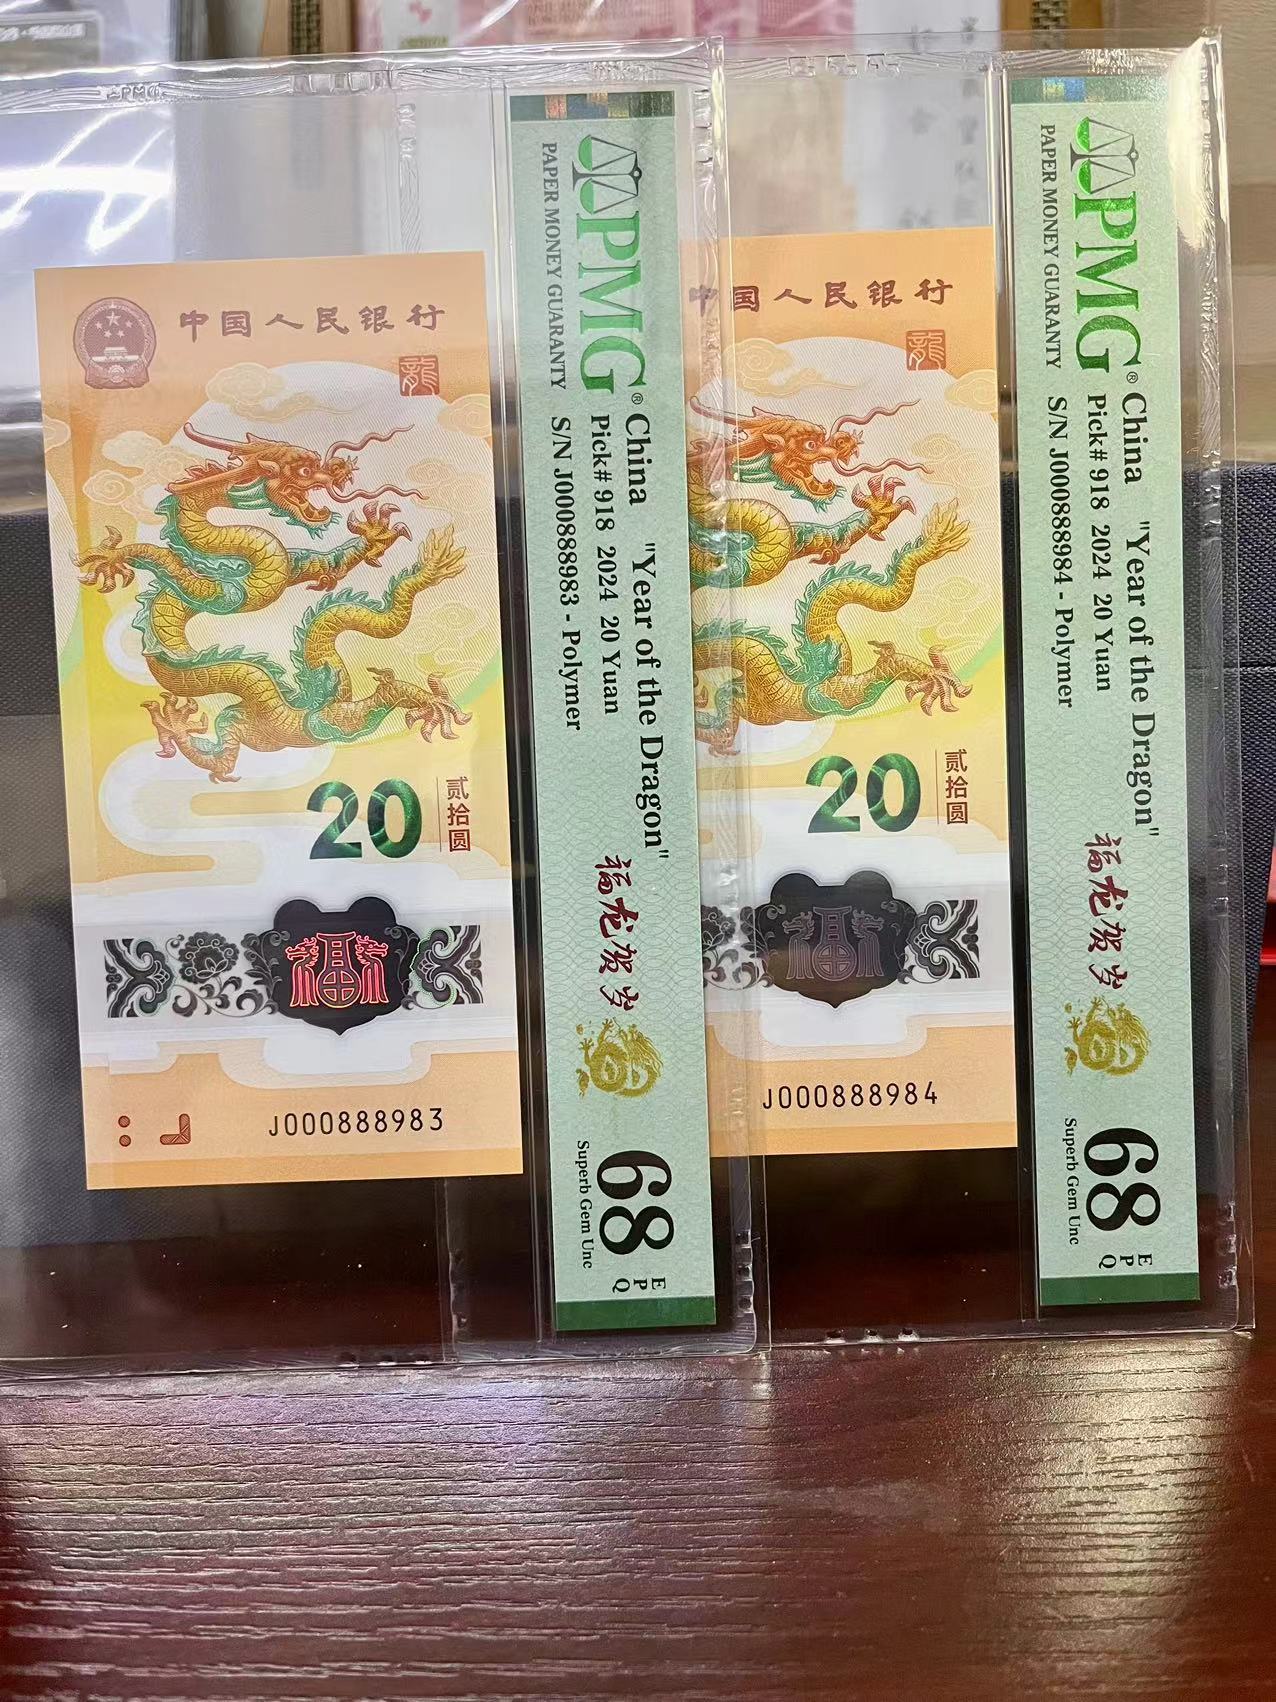 中国人民银行
龍
20
贰拾圆
J000888983
PMG®
PAPER MONEY GUARANTY
China "Year of the Dragon"
Pick# 918 2024 20 Yuan
S/N J000888983 - Polymer
福龙贺岁
68 EPQ
Superb Gem Unc
中国人民银行
龍
20
贰拾圆
J000888984
PMG®
PAPER MONEY GUARANTY
China "Year of the Dragon"
Pick# 918 2024 20 Yuan
S/N J000888984 - Polymer
福龙贺岁
68 EPQ
Superb Gem Unc